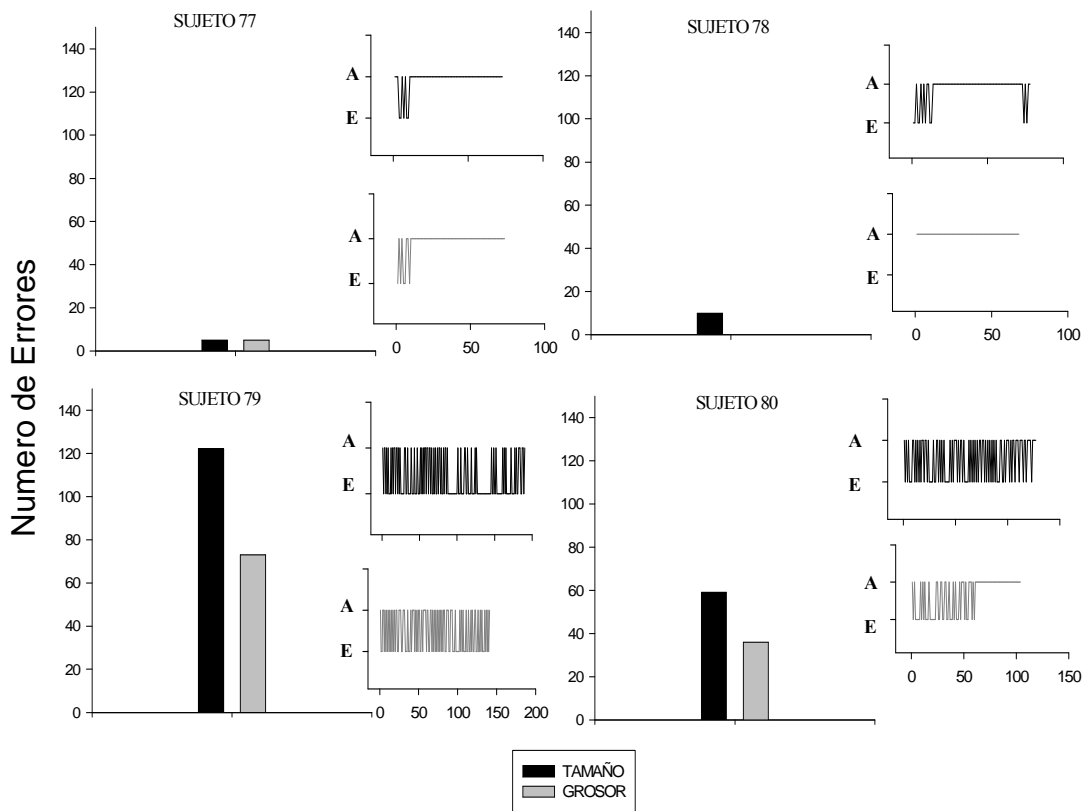 Numero de Errores
SUJETO 77
140
120
100
80
60
40
20
0
A
E
A
E
0 50 100
SUJETO 78
140
120
100
80
60
40
20
0
A
E
A
E
0 50 100
SUJETO 79
140
120
100
80
60
40
20
0
A
E
A
E
0 50 100 150 200
SUJETO 80
140
120
100
80
60
40
20
0
A
E
A
E
0 50 100 150
TAMAÑO
GROSOR